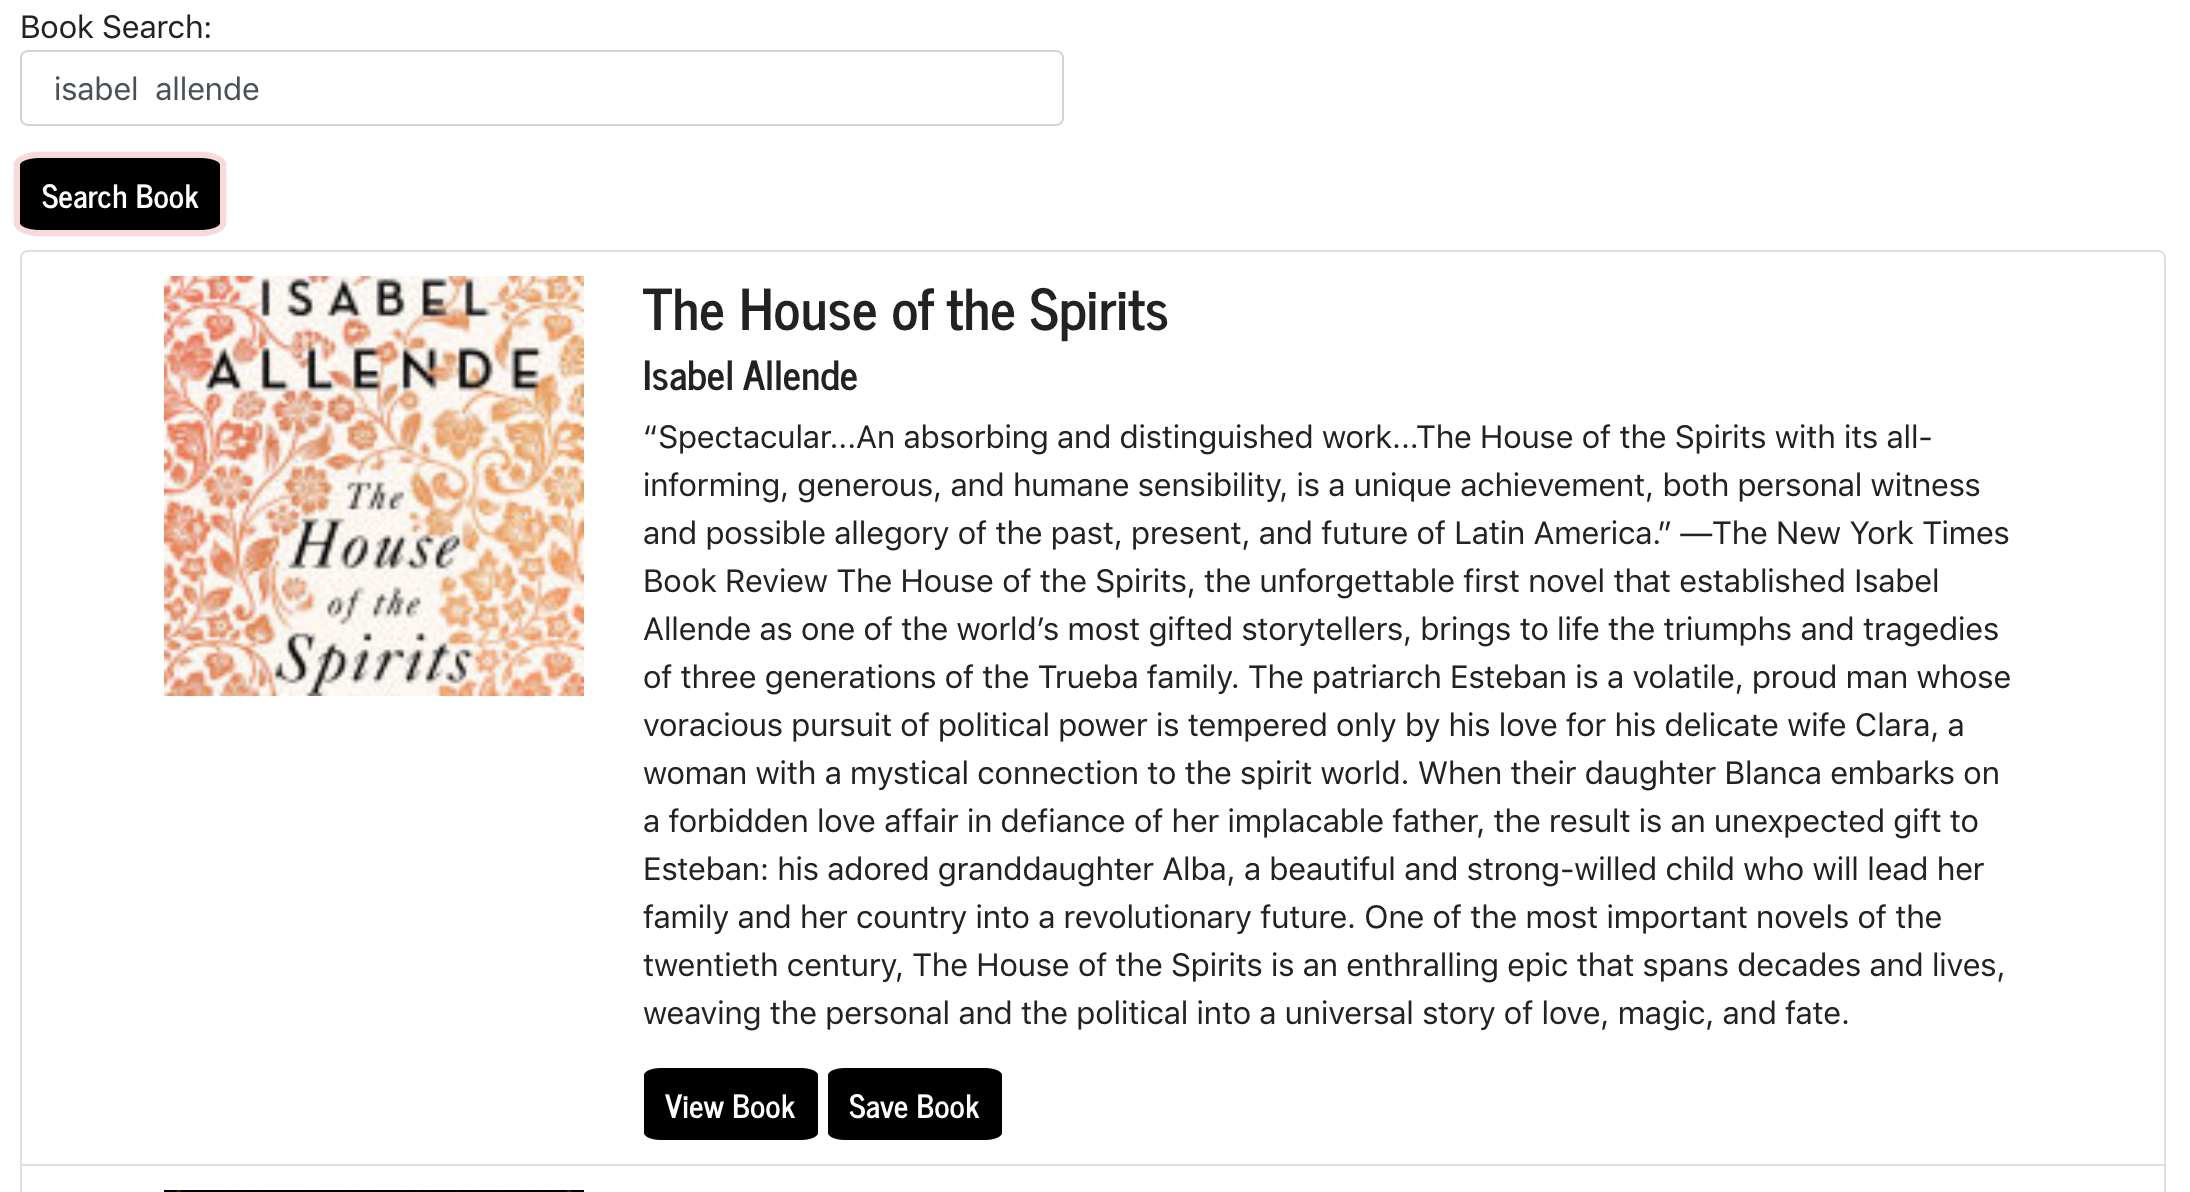 Book Search:
isabel  allende
Search Book
ISABEL
ALLENDE
The
House
of the
Spirits
The House of the Spirits
Isabel Allende
“Spectacular...An absorbing and distinguished work...The House of the Spirits with its all-
informing, generous, and humane sensibility, is a unique achievement, both personal witness
and possible allegory of the past, present, and future of Latin America.” —The New York Times
Book Review The House of the Spirits, the unforgettable first novel that established Isabel
Allende as one of the world’s most gifted storytellers, brings to life the triumphs and tragedies
of three generations of the Trueba family. The patriarch Esteban is a volatile, proud man whose
voracious pursuit of political power is tempered only by his love for his delicate wife Clara, a
woman with a mystical connection to the spirit world. When their daughter Blanca embarks on
a forbidden love affair in defiance of her implacable father, the result is an unexpected gift to
Esteban: his adored granddaughter Alba, a beautiful and strong-willed child who will lead her
family and her country into a revolutionary future. One of the most important novels of the
twentieth century, The House of the Spirits is an enthralling epic that spans decades and lives,
weaving the personal and the political into a universal story of love, magic, and fate.
View Book
Save Book